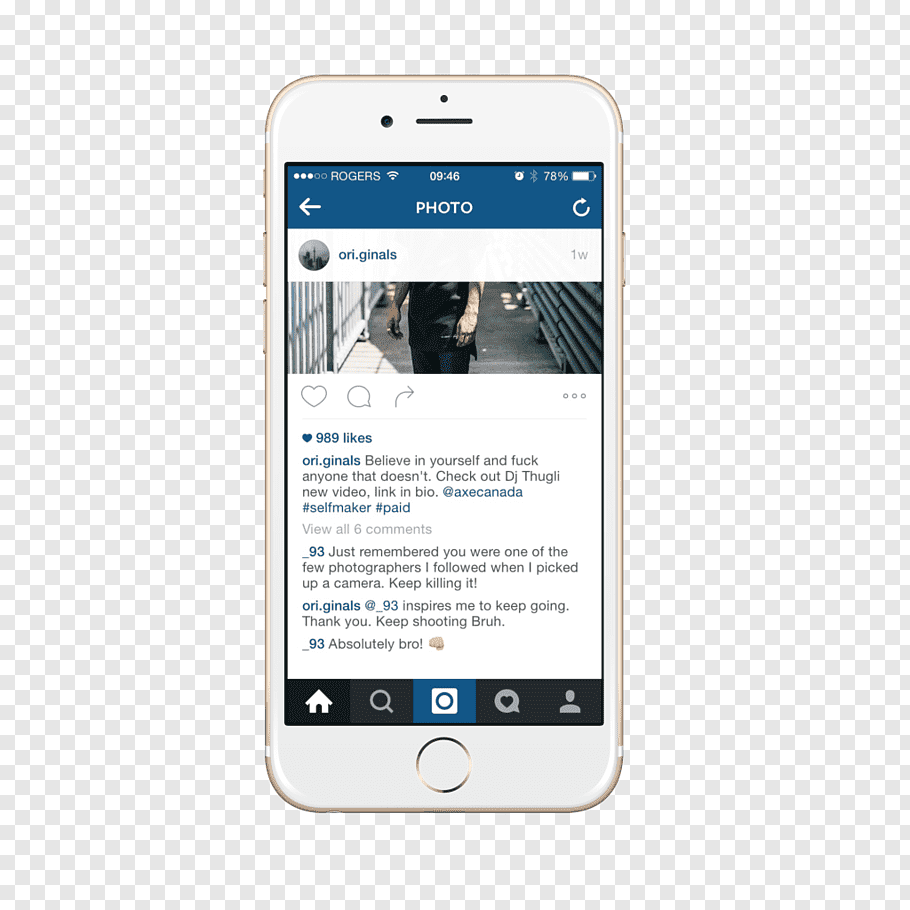 ROGERS 09:46 78%
PHOTO
ori.ginals 1w
989 likes
ori.ginals Believe in yourself and fuck
anyone that doesn't. Check out Dj Thugli
new video, link in bio. @axecanada
#selfmaker #paid
View all 6 comments
_93 Just remembered you were one of the
few photographers I followed when I picked
up a camera. Keep killing it!
ori.ginals @_93 inspires me to keep going.
Thank you. Keep shooting Bruh.
_93 Absolutely bro! 👊🏼